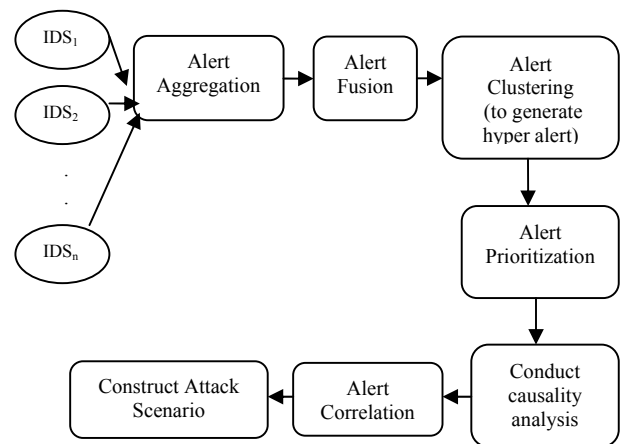 IDS₁
Alert
Aggregation
Alert
Fusion
Alert
Clustering
(to generate
hyper alert)
IDS₂
.
.
IDSₙ
Alert
Prioritization
Conduct
causality
analysis
Alert
Correlation
Construct Attack
Scenario